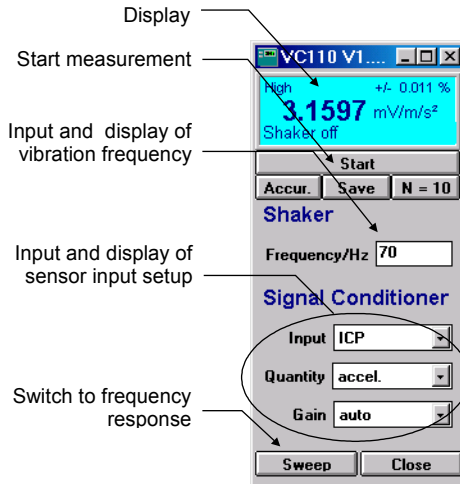 Display
Start measurement
Input and display of
vibration frequency
Input and display of
sensor input setup
Switch to frequency
response
VC110 V1....
High +/- 0.011 %
3.1597 mV/m/s²
Shaker off
Start
Accur. Save N = 10
Shaker
Frequency/Hz 70
Signal Conditioner
Input ICP
Quantity accel.
Gain auto
Sweep Close